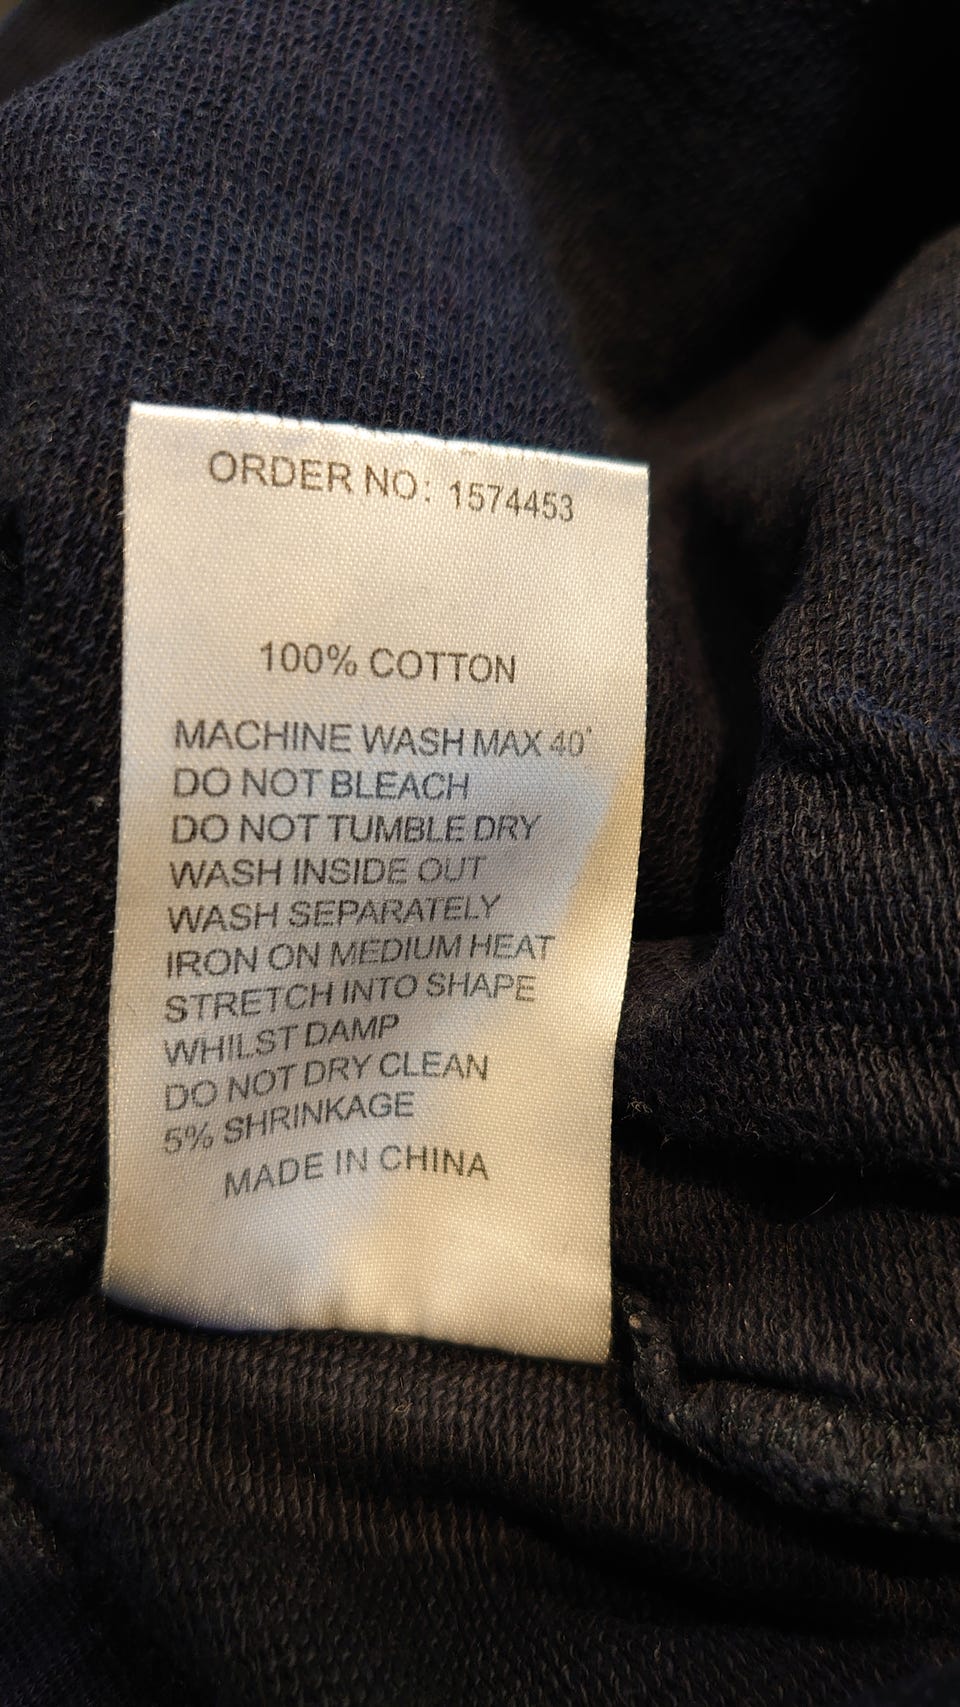 ORDER NO: 1574453
100% COTTON
MACHINE WASH MAX 40°
DO NOT BLEACH
DO NOT TUMBLE DRY
WASH INSIDE OUT
WASH SEPARATELY
IRON ON MEDIUM HEAT
STRETCH INTO SHAPE
WHILST DAMP
DO NOT DRY CLEAN
5% SHRINKAGE
MADE IN CHINA